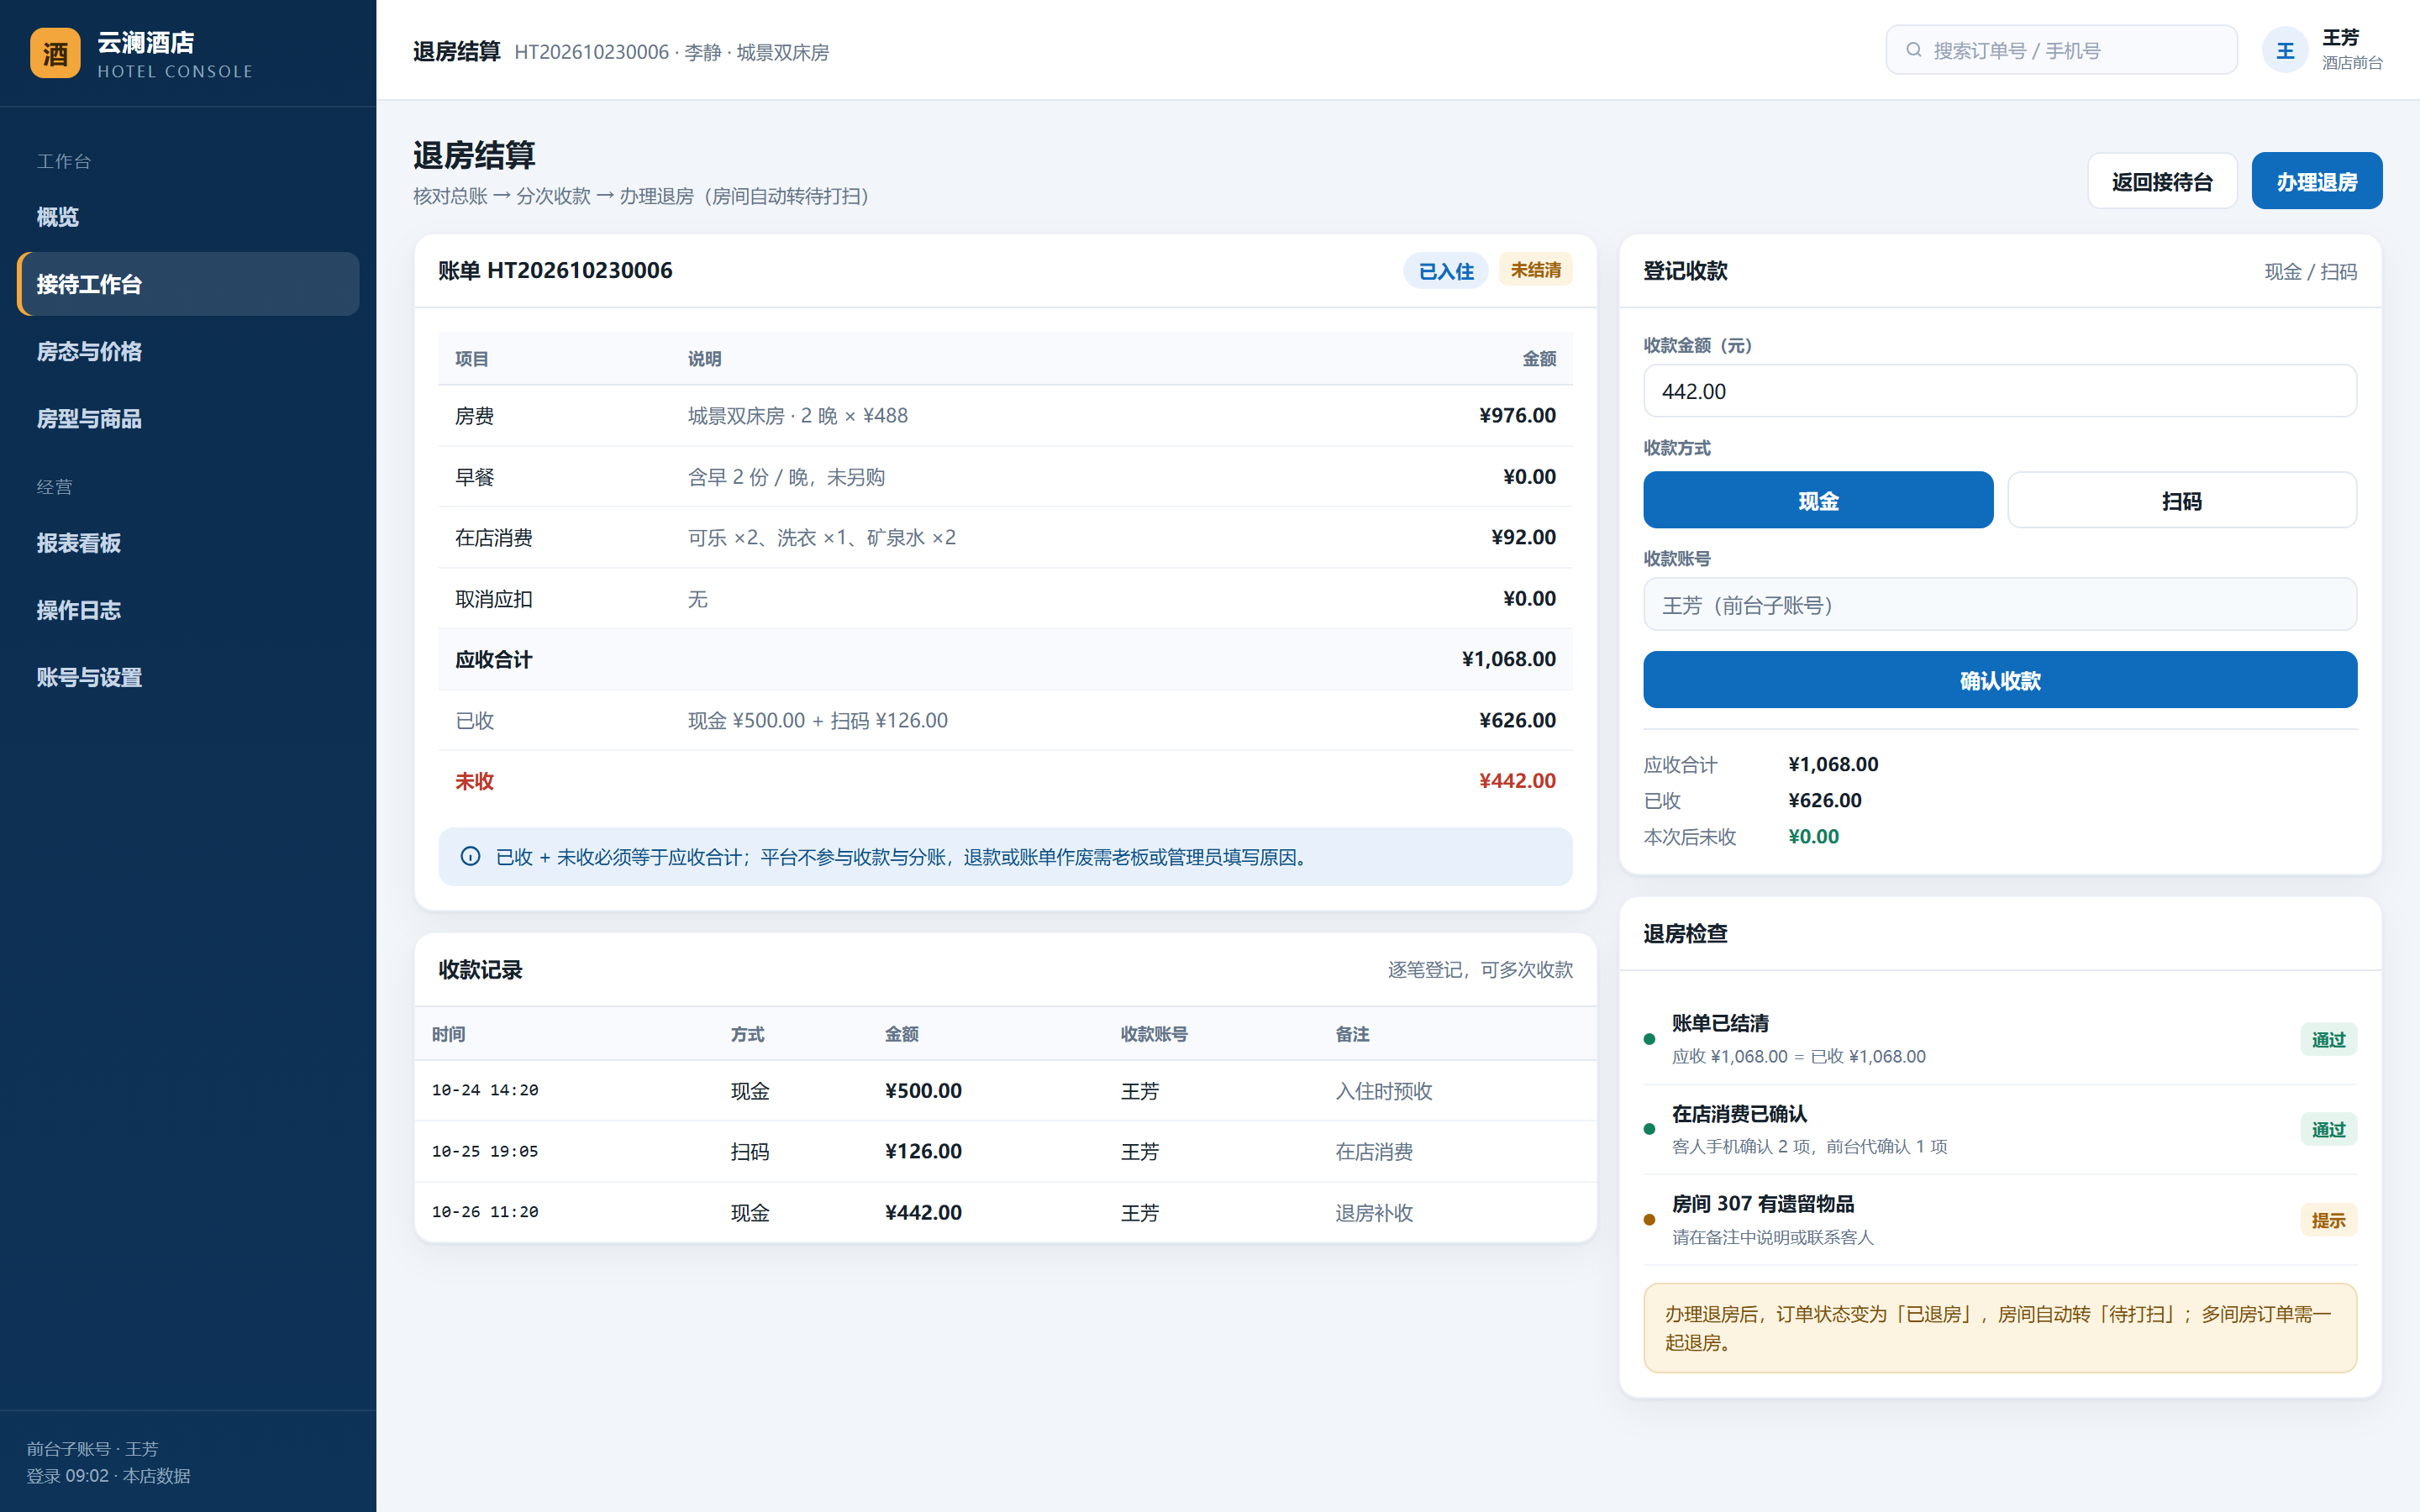 酒
云澜酒店
HOTEL CONSOLE
工作台
概览
接待工作台
房态与价格
房型与商品
经营
报表看板
操作日志
账号与设置
前台子账号 · 王芳
登录 09:02 · 本店数据
退房结算 HT202610230006 · 李静 · 城景双床房
搜索订单号 / 手机号
王
王芳
酒店前台
退房结算
核对总账 → 分次收款 → 办理退房（房间自动转待打扫）
返回接待台
办理退房
账单 HT202610230006
已入住
未结清
项目 说明 金额
房费 城景双床房 · 2 晚 × ¥488 ¥976.00
早餐 含早 2 份 / 晚，未另购 ¥0.00
在店消费 可乐 ×2、洗衣 ×1、矿泉水 ×2 ¥92.00
取消应扣 无 ¥0.00
应收合计 ¥1,068.00
已收 现金 ¥500.00 + 扫码 ¥126.00 ¥626.00
未收 ¥442.00
已收 + 未收必须等于应收合计；平台不参与收款与分账，退款或账单作废需老板或管理员填写原因。
收款记录 逐笔登记，可多次收款
时间 方式 金额 收款账号 备注
10-24 14:20 现金 ¥500.00 王芳 入住时预收
10-25 19:05 扫码 ¥126.00 王芳 在店消费
10-26 11:20 现金 ¥442.00 王芳 退房补收
登记收款 现金 / 扫码
收款金额（元）
442.00
收款方式
现金 扫码
收款账号
王芳（前台子账号）
确认收款
应收合计 ¥1,068.00
已收 ¥626.00
本次后未收 ¥0.00
退房检查
账单已结清
应收 ¥1,068.00 = 已收 ¥1,068.00
通过
在店消费已确认
客人手机确认 2 项，前台代确认 1 项
通过
房间 307 有遗留物品
请在备注中说明或联系客人
提示
办理退房后，订单状态变为「已退房」，房间自动转「待打扫」；多间房订单需一
起退房。